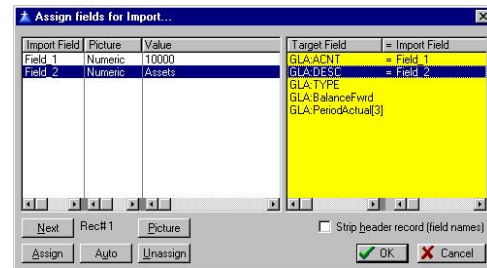 Assign fields for Import...
Import Field Picture Value
Field_1 Numeric 10000
Field_2 Numeric Assets
Target Field = Import Field
GLA:ACNT = Field_1
GLA:DESC = Field_2
GLA:TYPE
GLA:BalanceFwrd
GLA:PeriodActual[3]
Next Rec#1 Picture
Strip header record (field names)
Assign Auto Unassign
OK Cancel